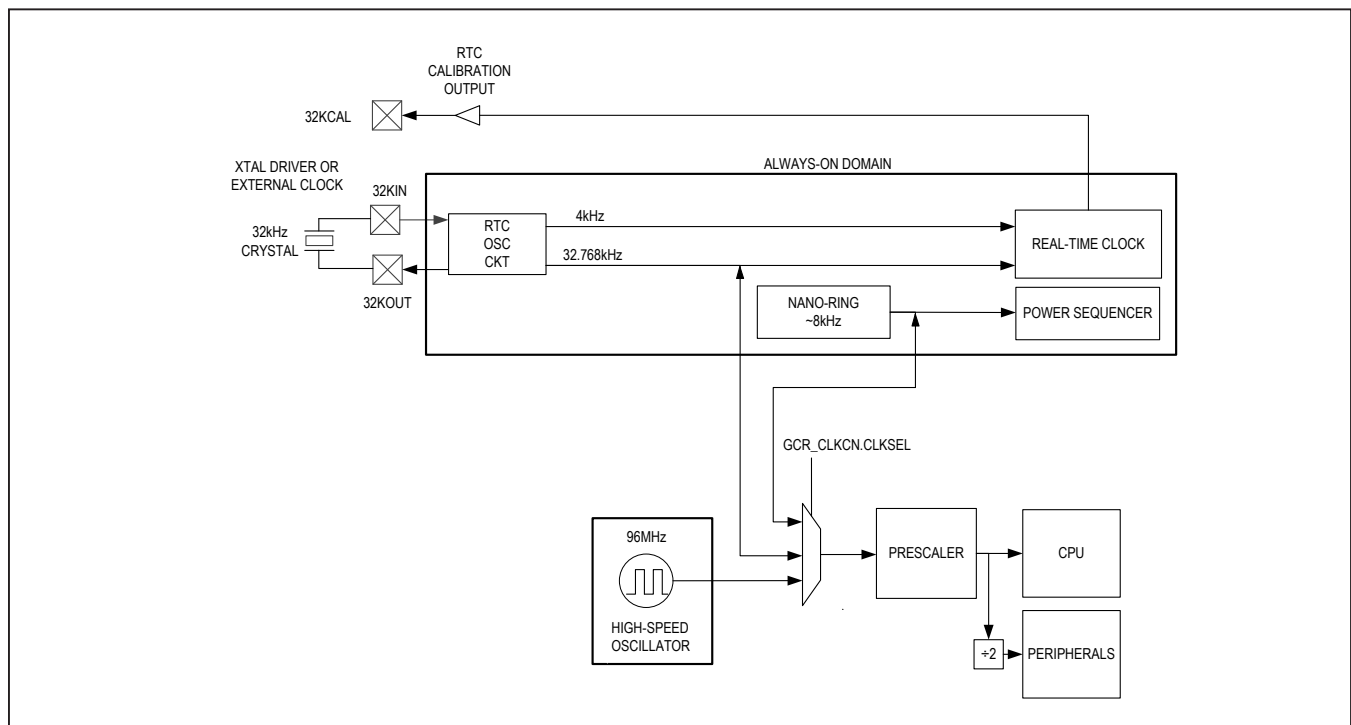 RTC
CALIBRATION
OUTPUT
32KCAL
XTAL DRIVER OR
EXTERNAL CLOCK
ALWAYS-ON DOMAIN
32KIN
32kHz
CRYSTAL
32KOUT
RTC
OSC
CKT
4kHz
32.768kHz
REAL-TIME CLOCK
NANO-RING
~8kHz
POWER SEQUENCER
GCR_CLKCN.CLKSEL
96MHz
HIGH-SPEED
OSCILLATOR
PRESCALER
CPU
÷2
PERIPHERALS